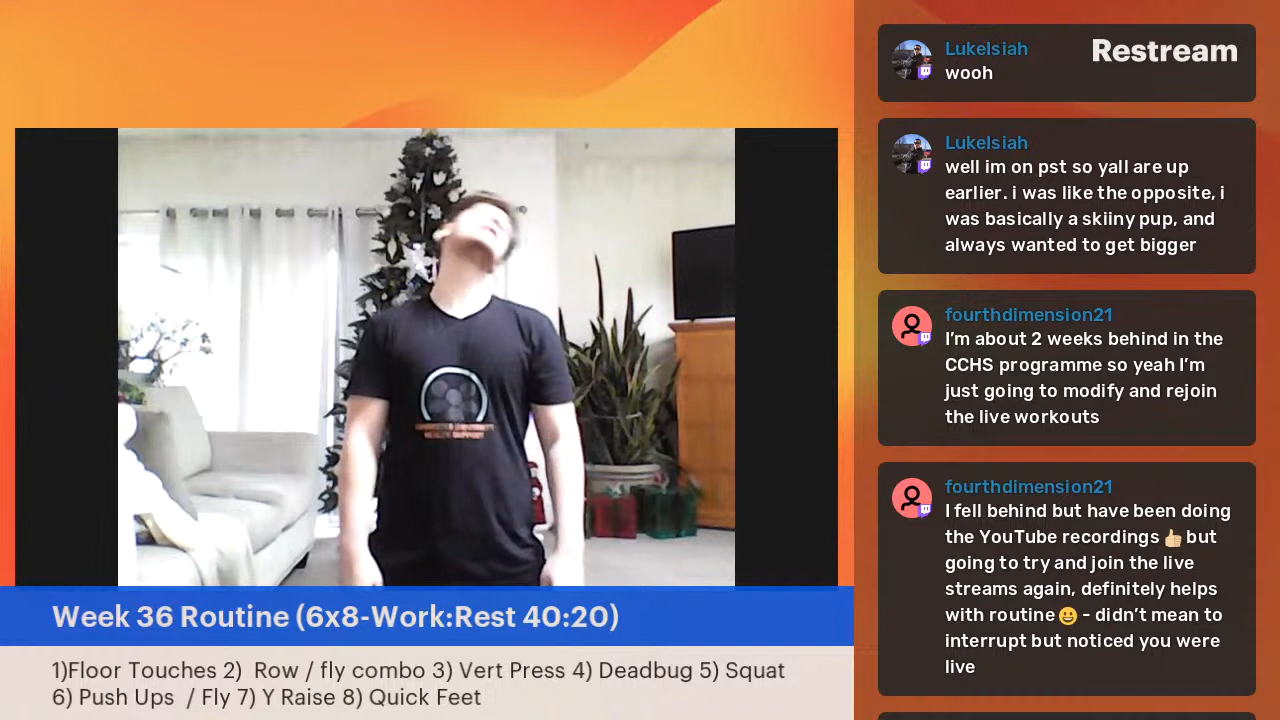 LukeIsiah
wooh
Restream
LukeIsiah
well im on pst so yall are up
earlier. i was like the opposite, i
was basically a skiiny pup, and
always wanted to get bigger
fourthdimension21
I’m about 2 weeks behind in the
CCHS programme so yeah I’m
just going to modify and rejoin
the live workouts
fourthdimension21
I fell behind but have been doing
the YouTube recordings 👍🏼 but
going to try and join the live
streams again, definitely helps
with routine 😀 - didn’t mean to
interrupt but noticed you were
live
Week 36 Routine (6x8-Work:Rest 40:20)
1)Floor Touches 2)  Row / fly combo 3) Vert Press 4) Deadbug 5) Squat
6) Push Ups  / Fly 7) Y Raise 8) Quick Feet